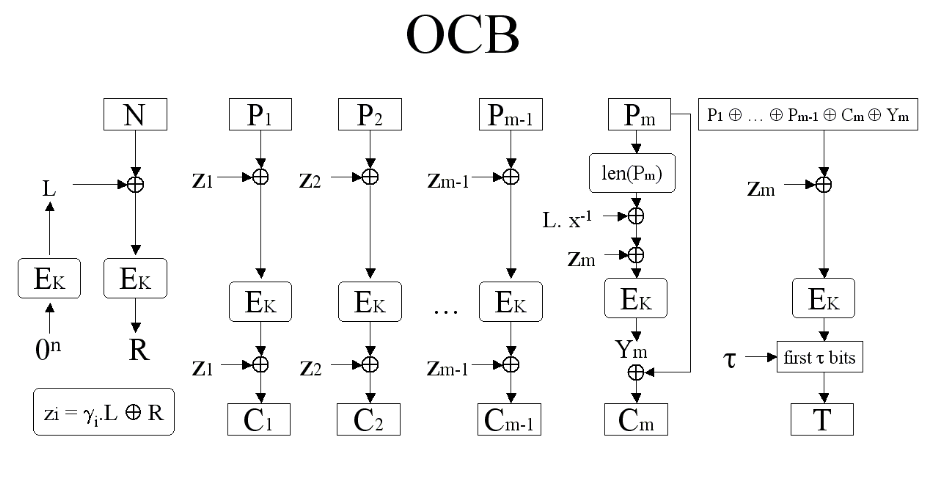 OCB
N P₁ P₂ Pm-1 Pm P₁ ⊕ … ⊕ Pm-1 ⊕ Cm ⊕ Ym
L z₁ z₂ zm-1 len(Pm) zm
L. x⁻¹
zm
EK EK EK EK … EK EK EK
0ⁿ R Ym
z₁ z₂ zm-1 τ first τ bits
zi = γi.L ⊕ R C₁ C₂ Cm-1 Cm T